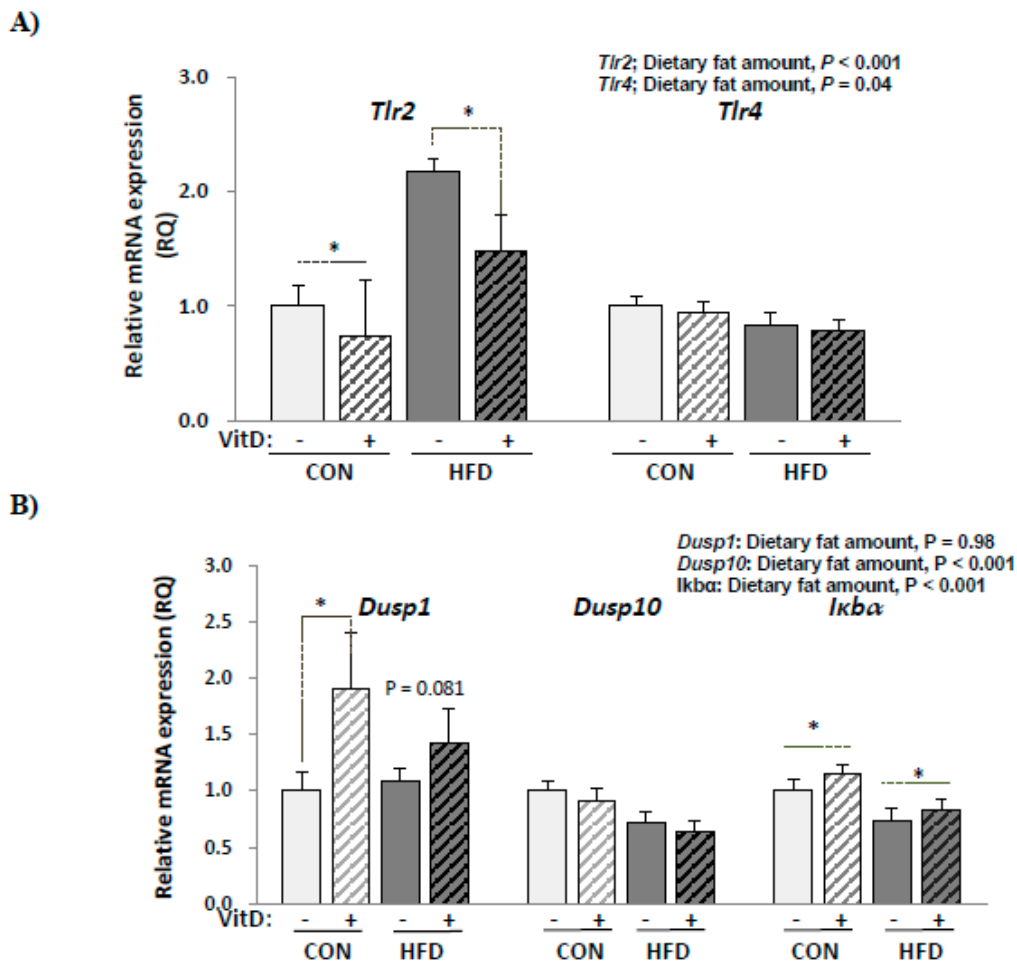 A)
Tlr2; Dietary fat amount, P < 0.001
Tlr4; Dietary fat amount, P = 0.04
Tlr2 Tlr4
Relative mRNA expression
(RQ)
3.0
2.0
1.0
0.0
* *
VitD: - + - + - + - +
CON HFD CON HFD
B)
Dusp1: Dietary fat amount, P = 0.98
Dusp10: Dietary fat amount, P < 0.001
Ikbα: Dietary fat amount, P < 0.001
Dusp1 Dusp10 Iκbα
Relative mRNA expression (RQ)
3.0
2.5
2.0
1.5
1.0
0.5
0.0
* P = 0.081 * *
VitD: - + - + - + - + - + - +
CON HFD CON HFD CON HFD